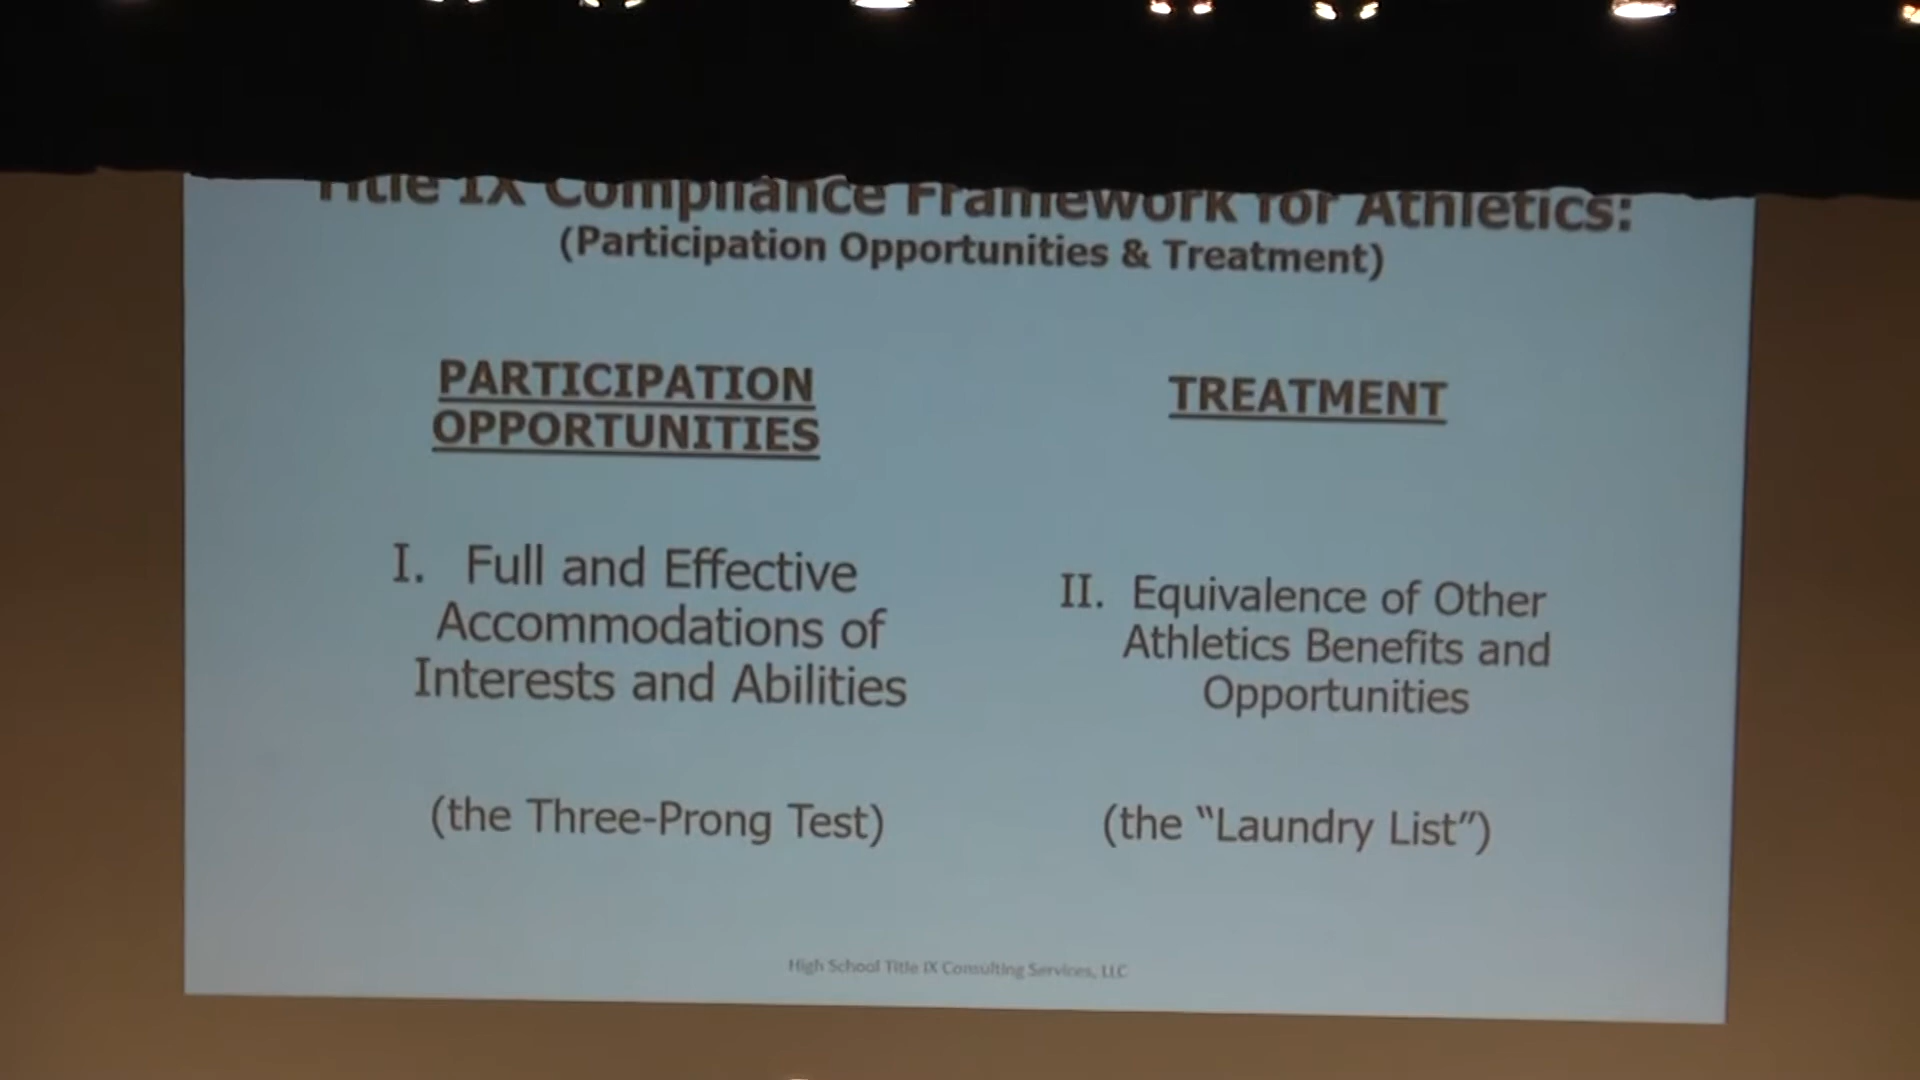 Title IX Compliance Framework for Athletics:
(Participation Opportunities & Treatment)
PARTICIPATION
OPPORTUNITIES
I. Full and Effective
Accommodations of
Interests and Abilities
(the Three-Prong Test)
TREATMENT
II. Equivalence of Other
Athletics Benefits and
Opportunities
(the “Laundry List”)
High School Title IX Consulting Services, LLC